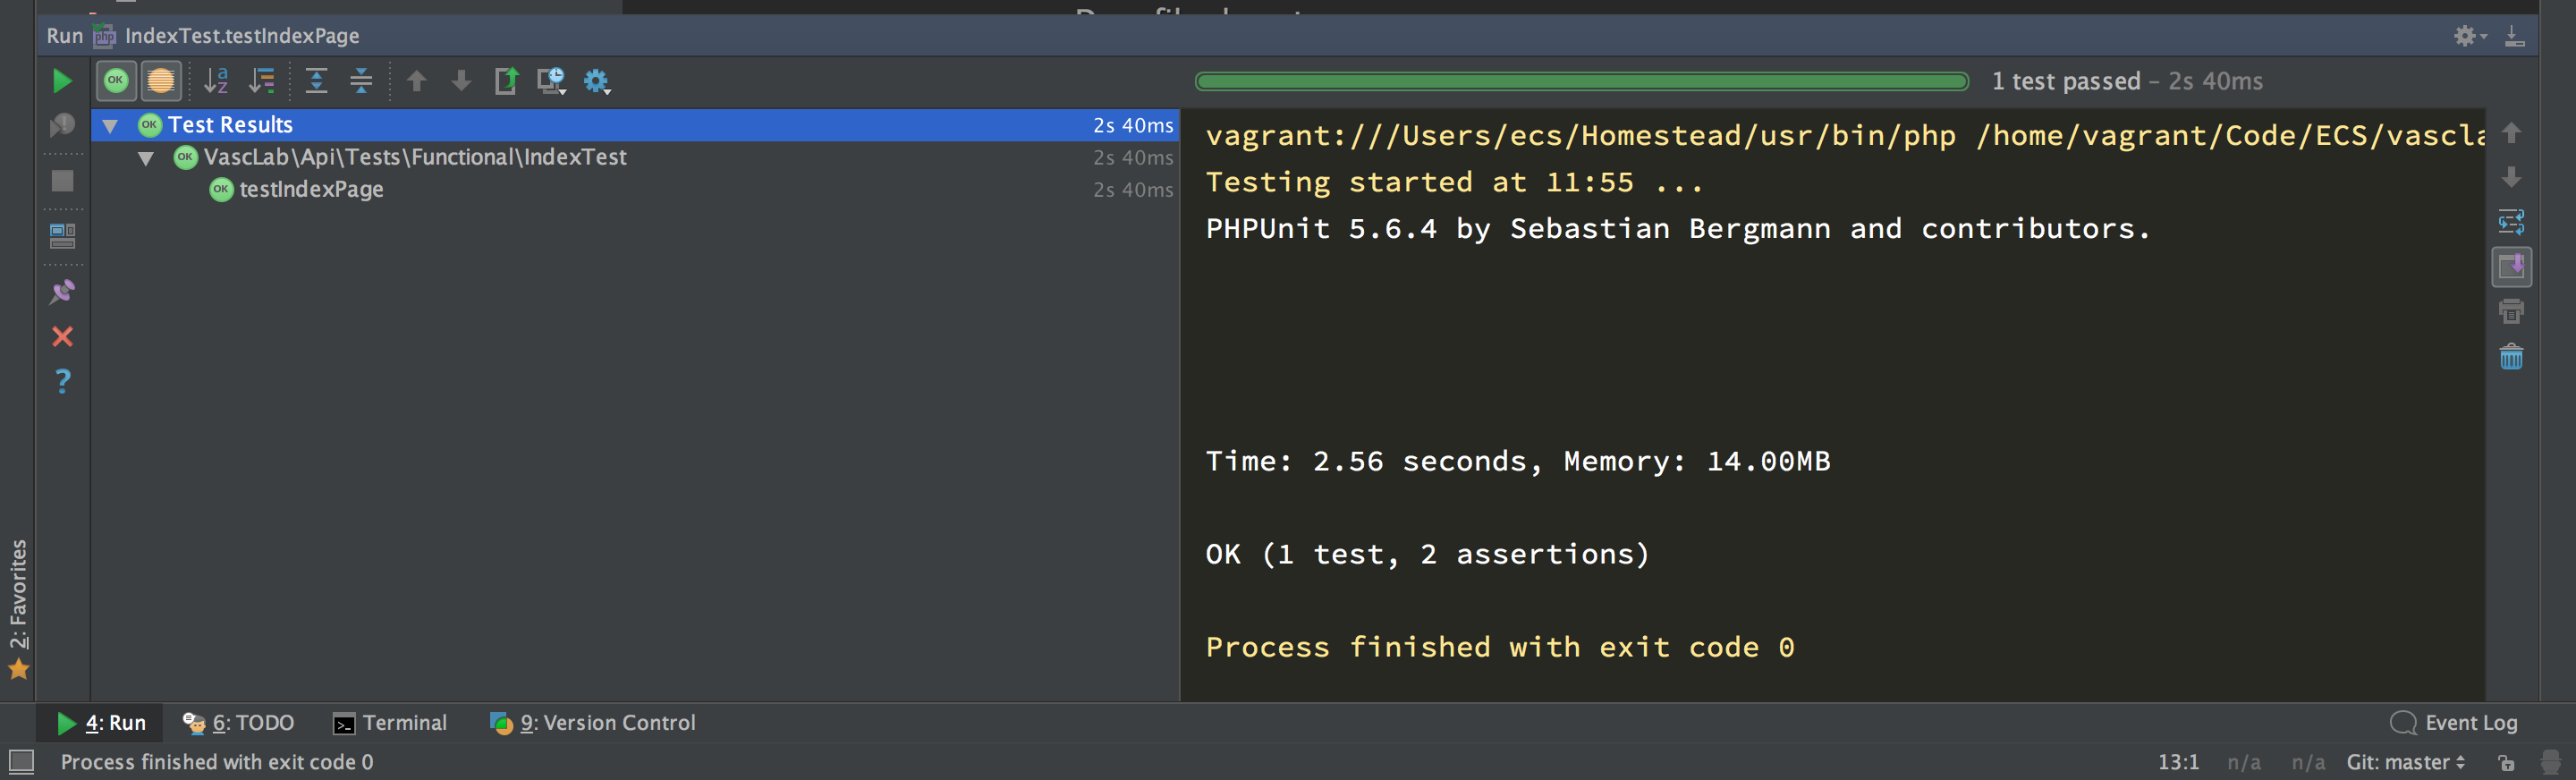 Run IndexTest.testIndexPage
1 test passed – 2s 40ms
OK Test Results 2s 40ms
OK VascLab\Api\Tests\Functional\IndexTest 2s 40ms
OK testIndexPage 2s 40ms
vagrant:///Users/ecs/Homestead/usr/bin/php /home/vagrant/Code/ECS/vascla
Testing started at 11:55 ...
PHPUnit 5.6.4 by Sebastian Bergmann and contributors.
Time: 2.56 seconds, Memory: 14.00MB
OK (1 test, 2 assertions)
Process finished with exit code 0
2: Favorites
4: Run 6: TODO Terminal 9: Version Control Event Log
Process finished with exit code 0 13:1 n/a n/a Git: master